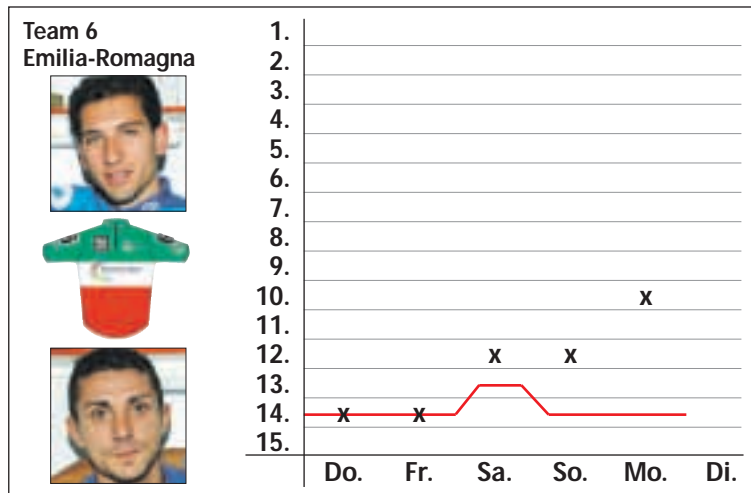 Team 6
Emilia-Romagna
1.
2.
3.
4.
5.
6.
7.
8.
9.
10.
x
11.
12.
x x
13.
14.
x x
15.
Do. Fr. Sa. So. Mo. Di.